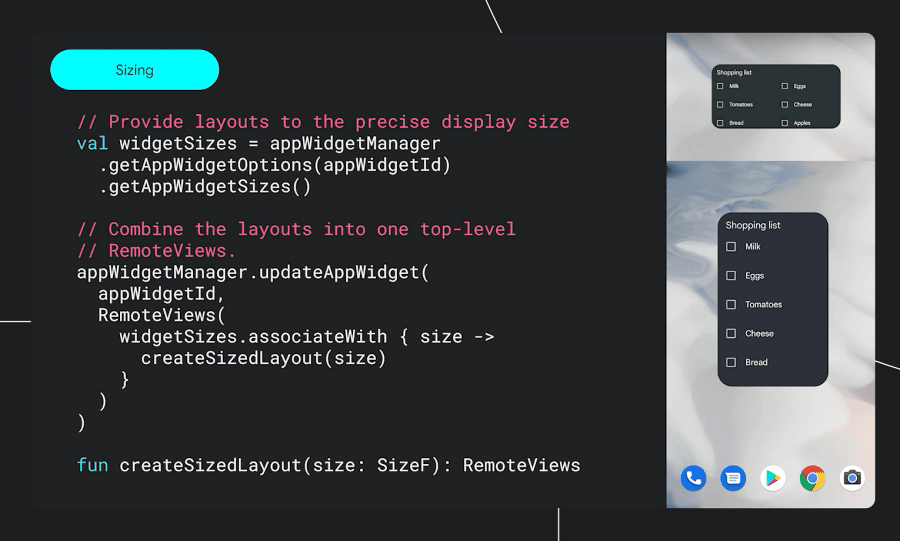 Sizing
// Provide layouts to the precise display size
val widgetSizes = appWidgetManager
.getAppWidgetOptions(appWidgetId)
.getAppWidgetSizes()
// Combine the layouts into one top-level
// RemoteViews.
appWidgetManager.updateAppWidget(
appWidgetId,
RemoteViews(
widgetSizes.associateWith { size ->
createSizedLayout(size)
}
)
)
fun createSizedLayout(size: SizeF): RemoteViews
Shopping list
Milk Eggs
Tomatoes Cheese
Bread Apples
Shopping list
Milk
Eggs
Tomatoes
Cheese
Bread